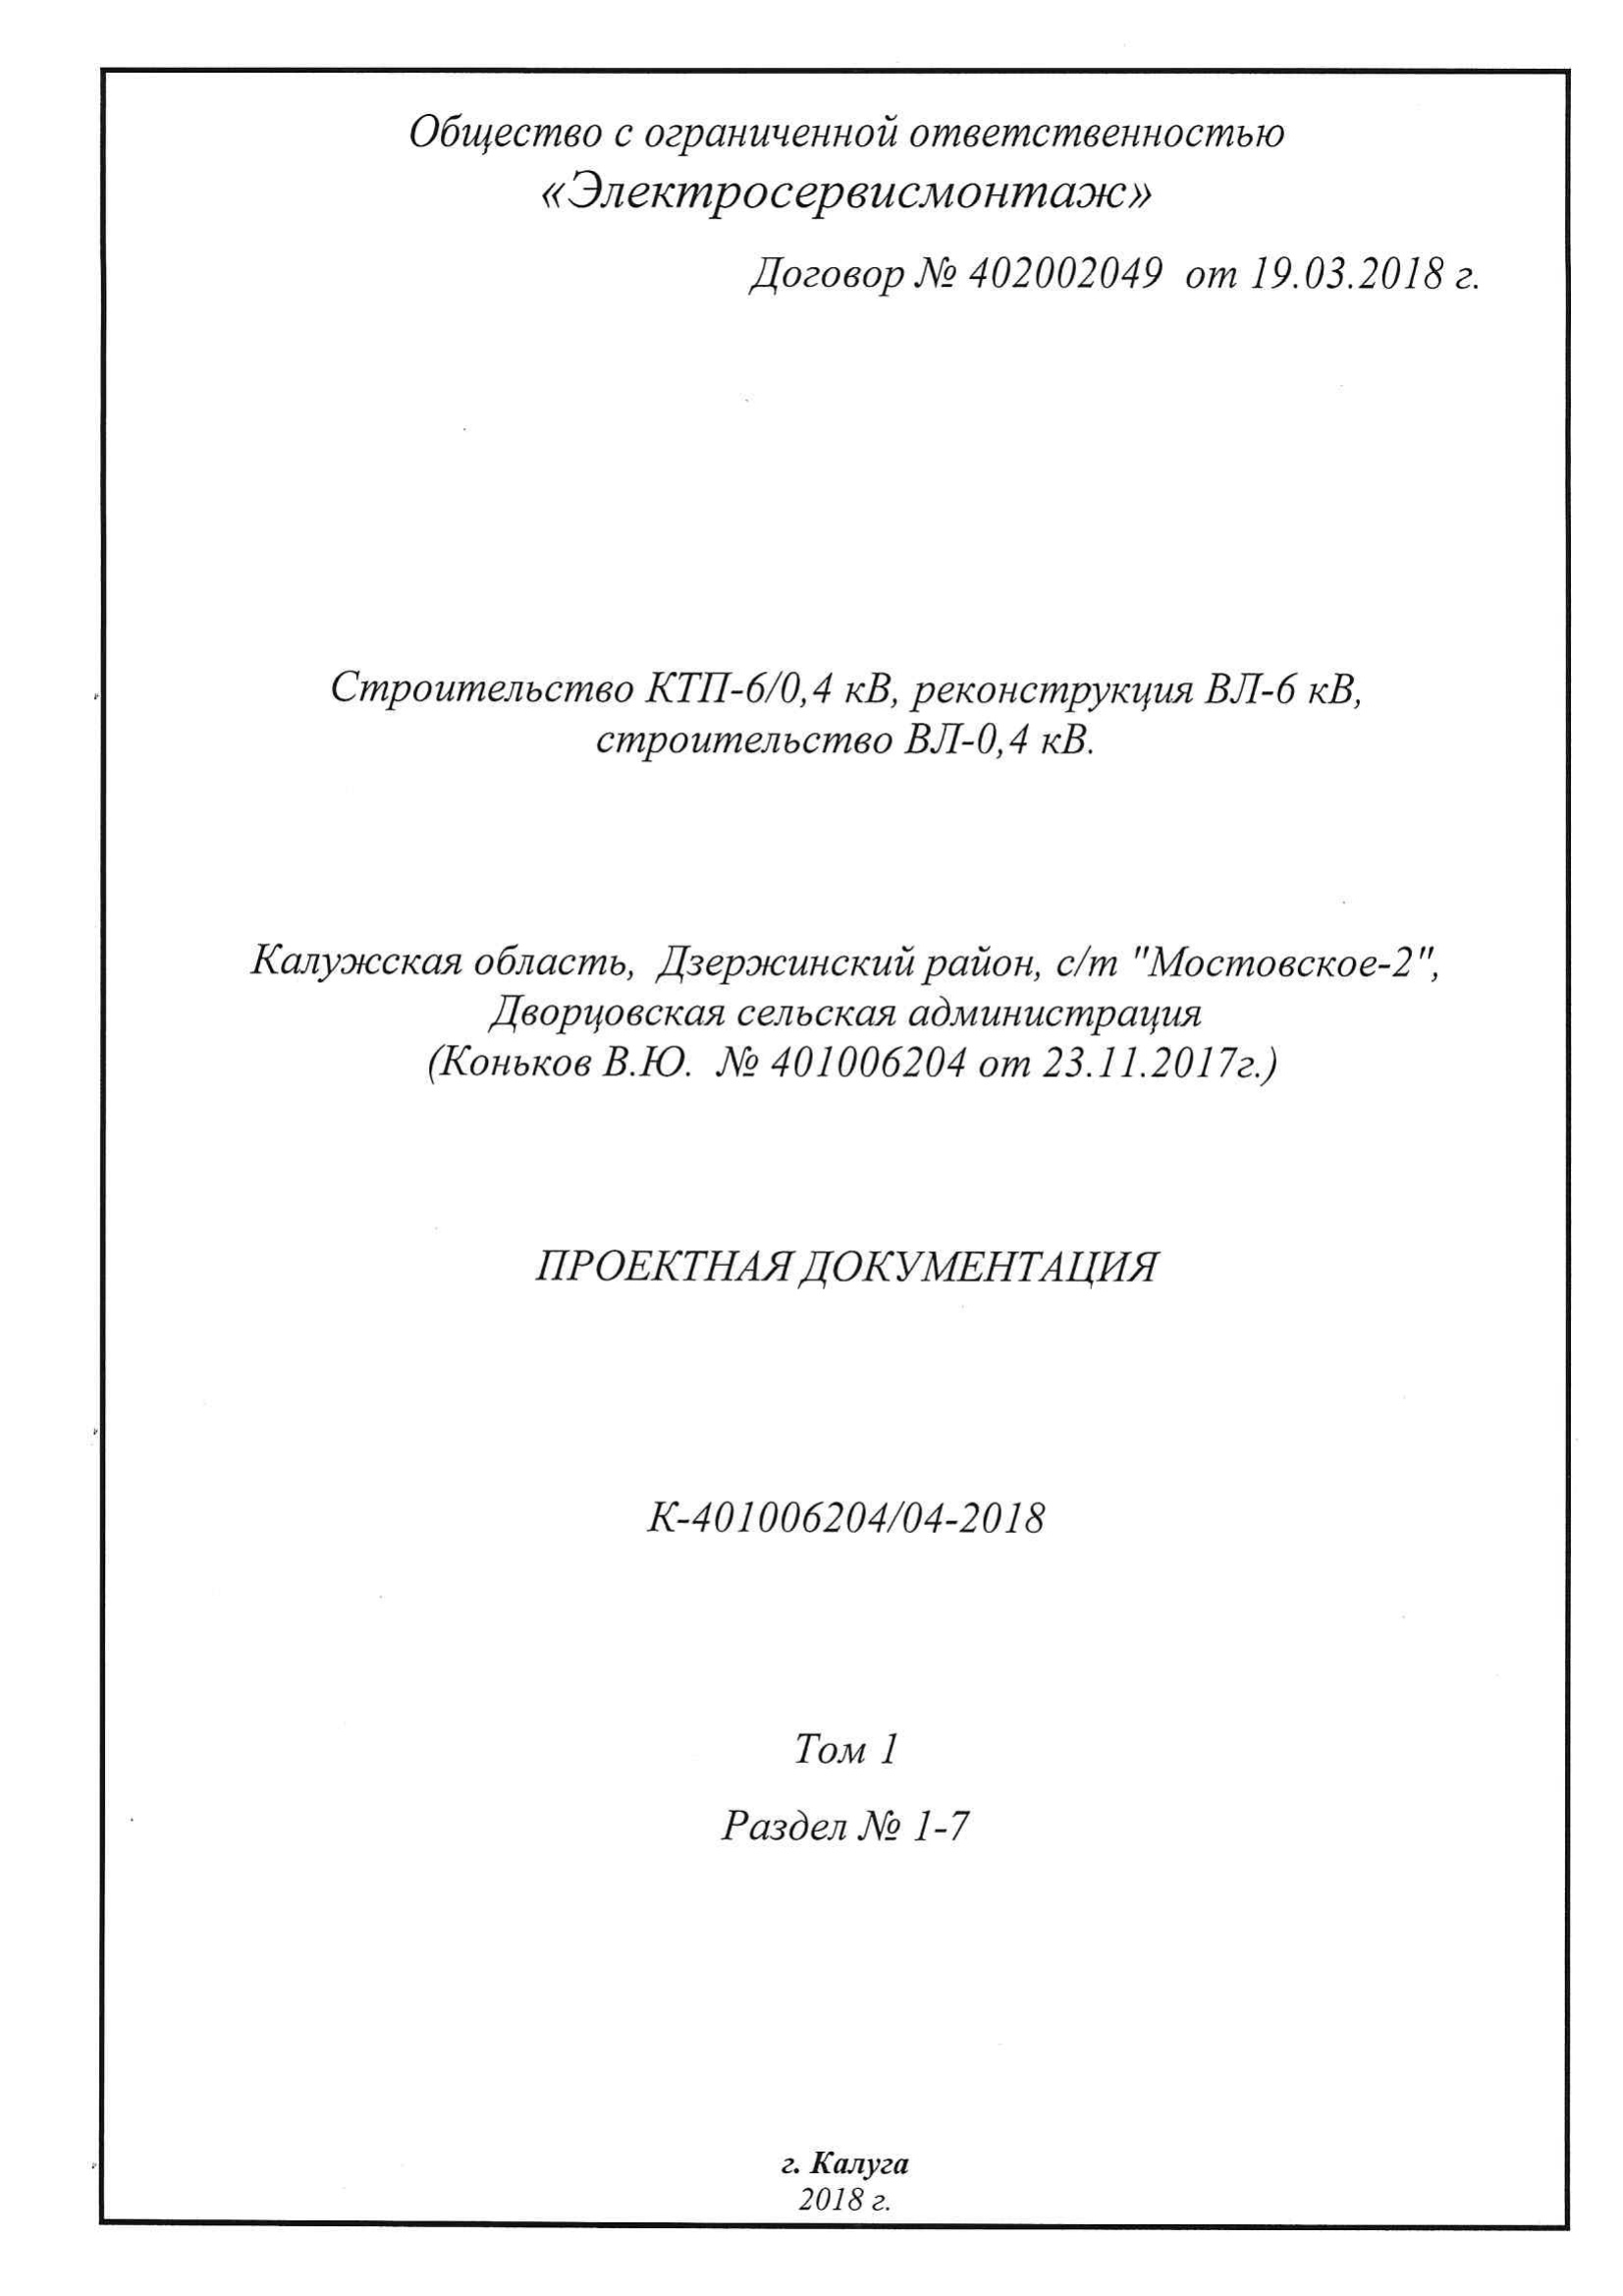 Общество с ограниченной ответственностью
«Электросервисмонтаж»
Договор № 402002049 от 19.03.2018 г.
Строительство КТП-6/0,4 кВ, реконструкция ВЛ-6 кВ,
строительство ВЛ-0,4 кВ.
Калужская область, Дзержинский район, с/т "Мостовское-2",
Дворцовская сельская администрация
(Коньков В.Ю. № 401006204 от 23.11.2017г.)
ПРОЕКТНАЯ ДОКУМЕНТАЦИЯ
К-401006204/04-2018
Том 1
Раздел № 1-7
г. Калуга
2018 г.